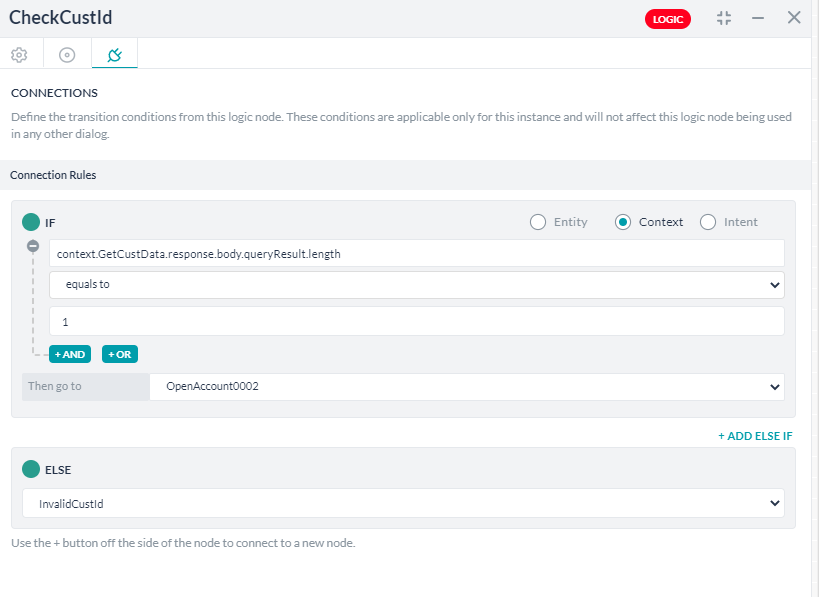 CheckCustId
LOGIC
CONNECTIONS
Define the transition conditions from this logic node. These conditions are applicable only for this instance and will not affect this logic node being used
in any other dialog.
Connection Rules
IF
Entity
Context
Intent
context.GetCustData.response.body.queryResult.length
equals to
1
+ AND
+ OR
Then go to
OpenAccount0002
+ ADD ELSE IF
ELSE
InvalidCustId
Use the + button off the side of the node to connect to a new node.